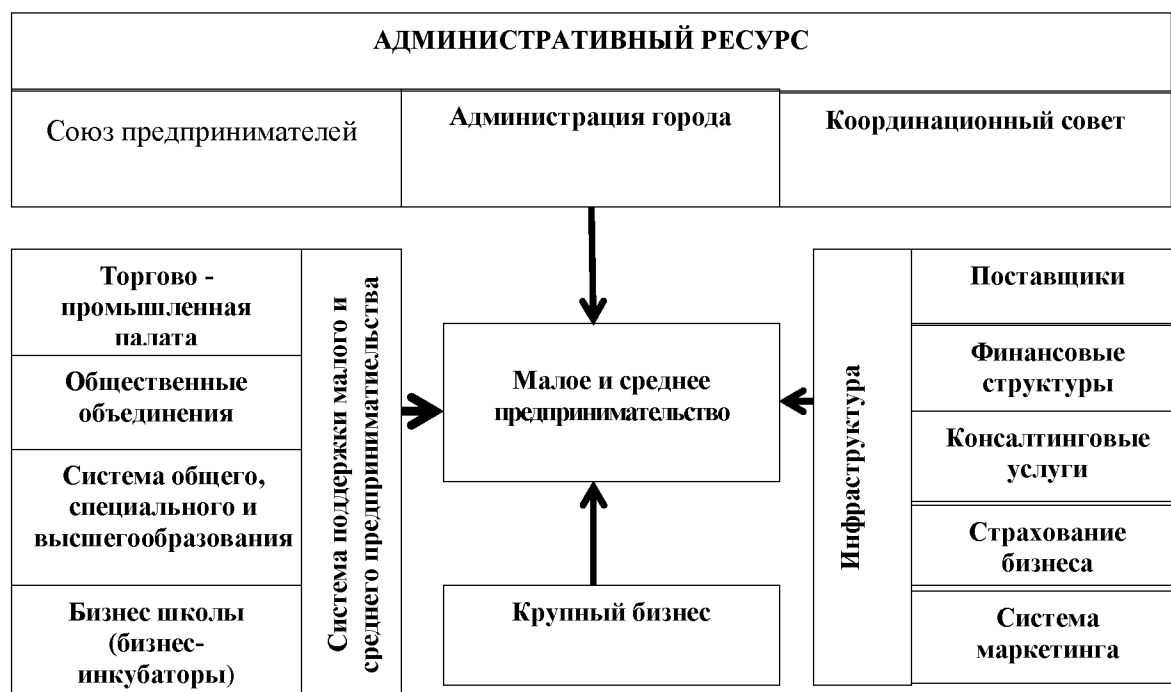 АДМИНИСТРАТИВНЫЙ РЕСУРС
Союз предпринимателей
Администрация города
Координационный совет
Торгово -
промышленная
палата
Общественные
объединения
Система общего,
специального и
высшегообразования
Бизнес школы
(бизнес-
инкубаторы)
Система поддержки малого и
среднего предприниматиельства
Малое и среднее
предпринимательство
Крупный бизнес
Инфраструктура
Поставщики
Финансовые
структуры
Консалтинговые
услуги
Страхование
бизнеса
Система
маркетинга